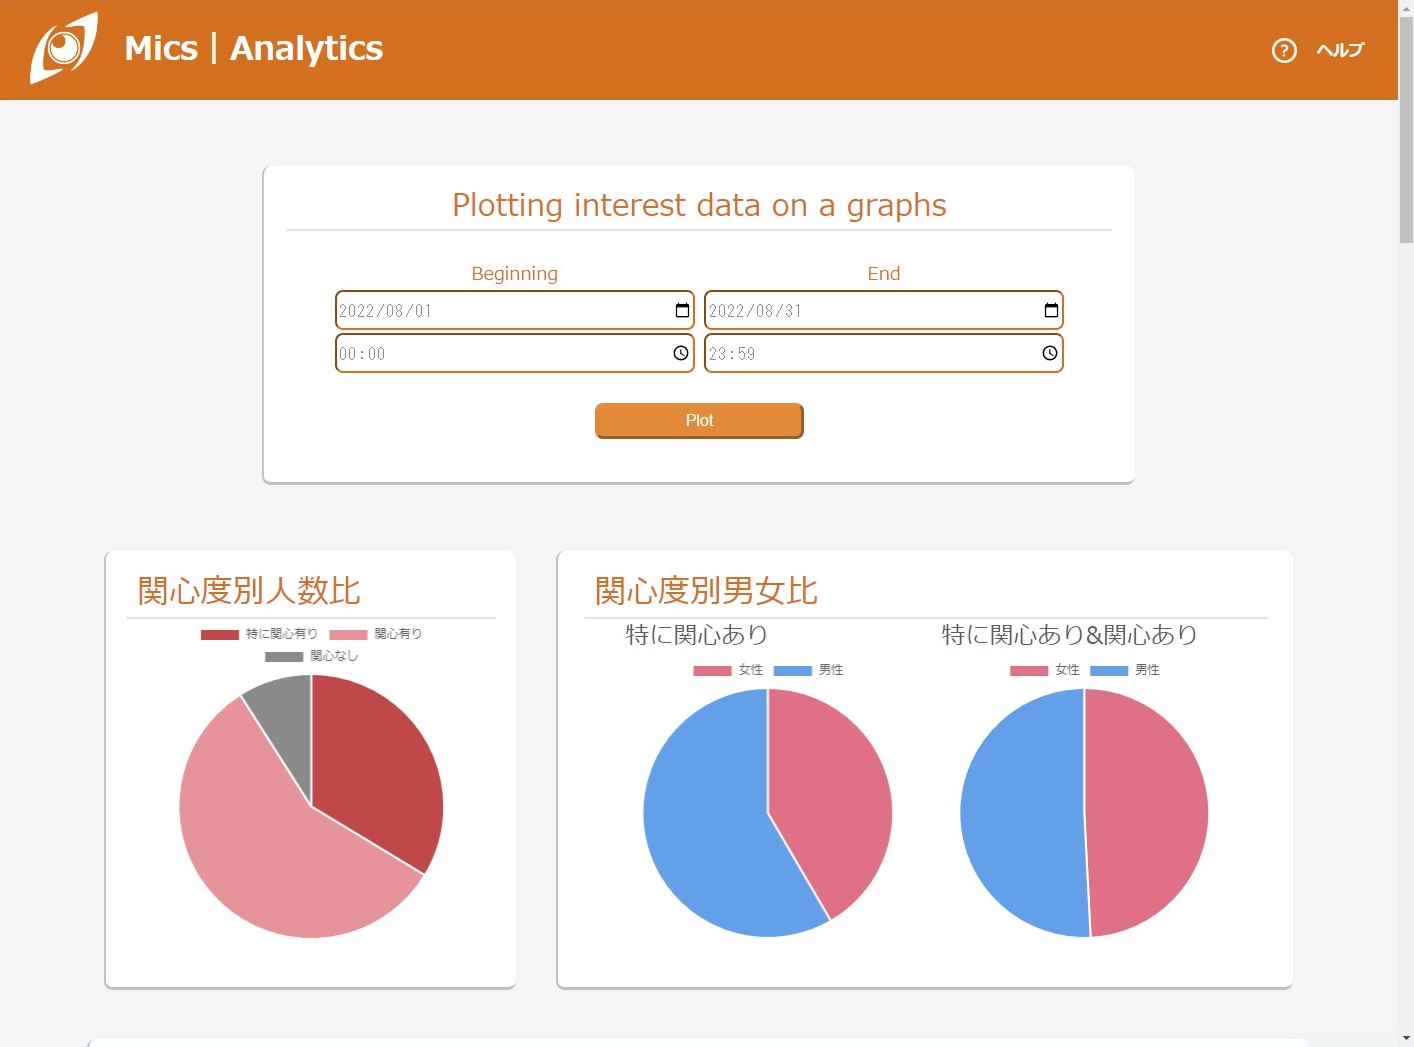 Mics | Analytics
? ヘルプ
Plotting interest data on a graphs
Beginning
End
2022/08/01
2022/08/31
00:00
23:59
Plot
関心度別人数比
特に関心有り 関心有り
関心なし
関心度別男女比
特に関心あり
女性 男性
特に関心あり&関心あり
女性 男性